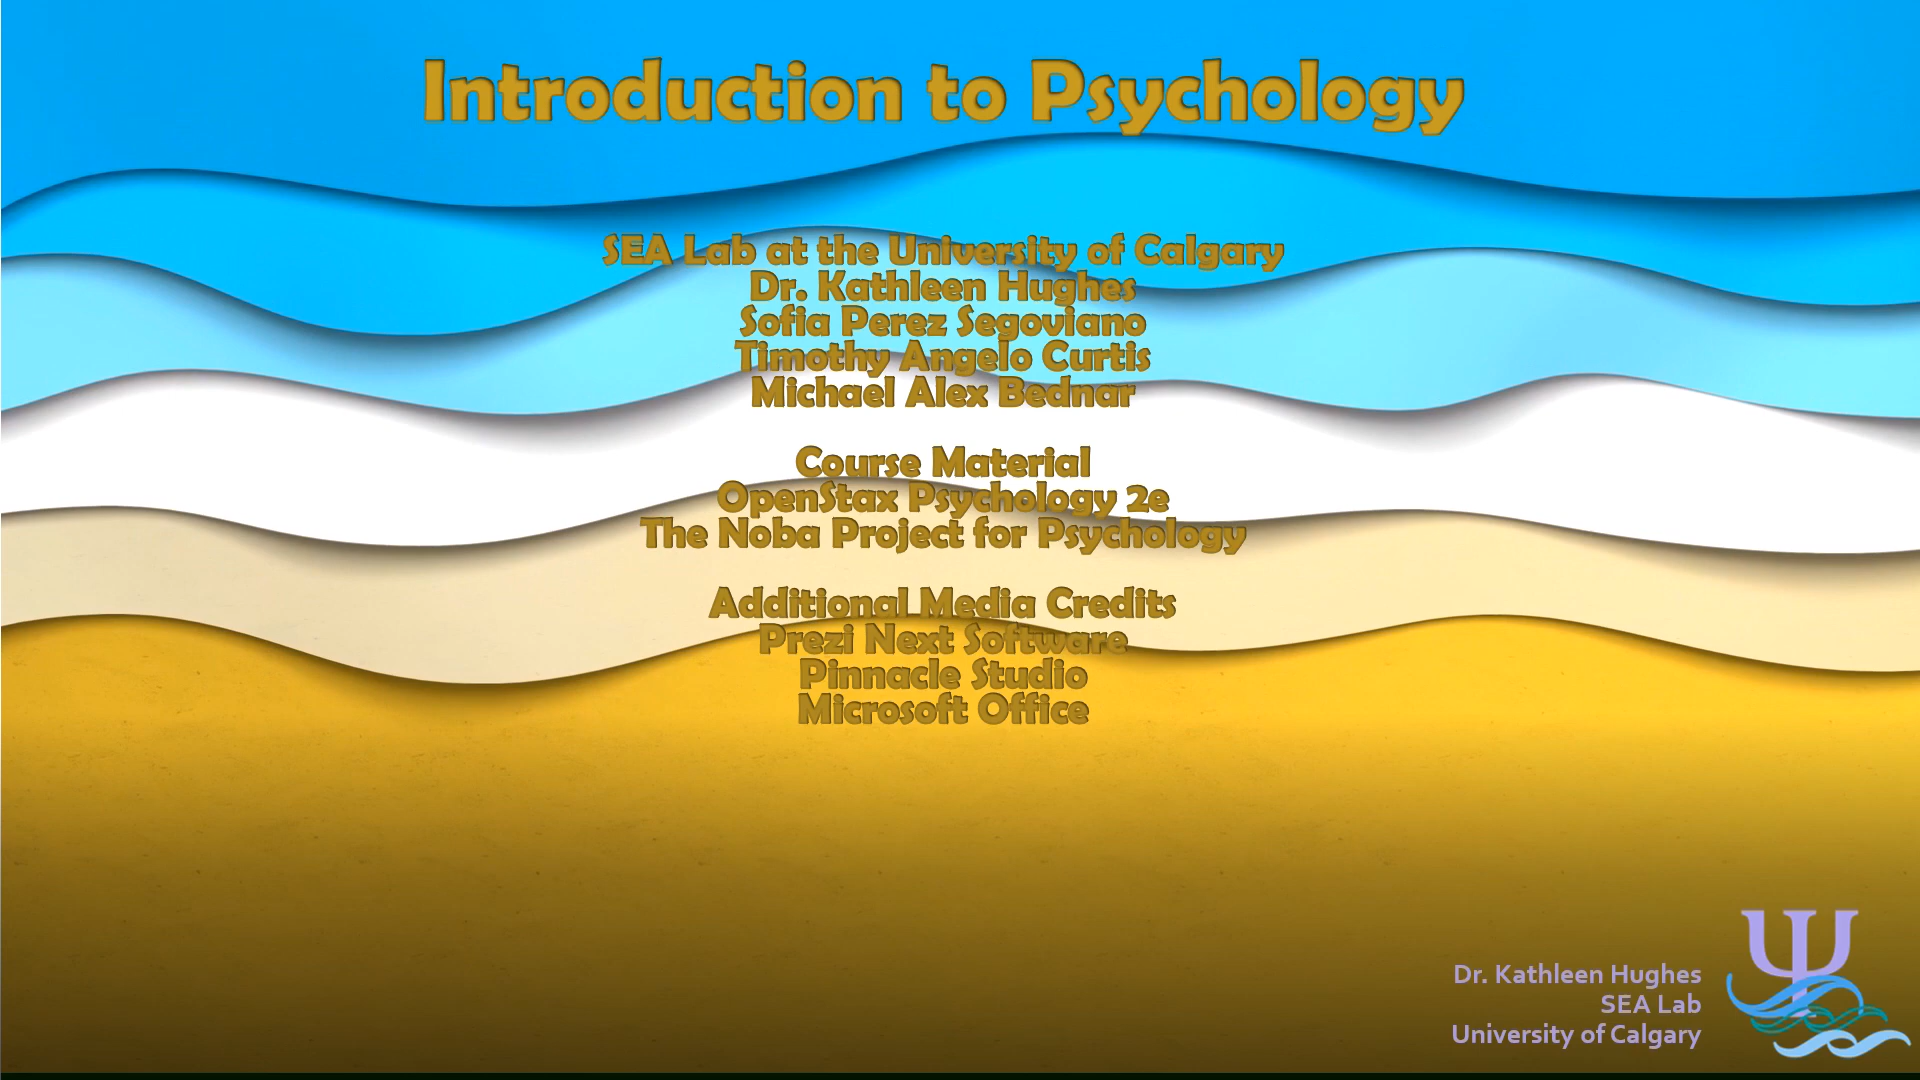 Introduction to Psychology
SEA Lab at the University of Calgary
Dr. Kathleen Hughes
Sofia Perez Segoviano
Timothy Angelo Curtis
Michael Alex Bednar
Course Material
OpenStax Psychology 2e
The Noba Project for Psychology
Additional Media Credits
Prezi Next Software
Pinnacle Studio
Microsoft Office
Dr. Kathleen Hughes
SEA Lab
University of Calgary
Ψ